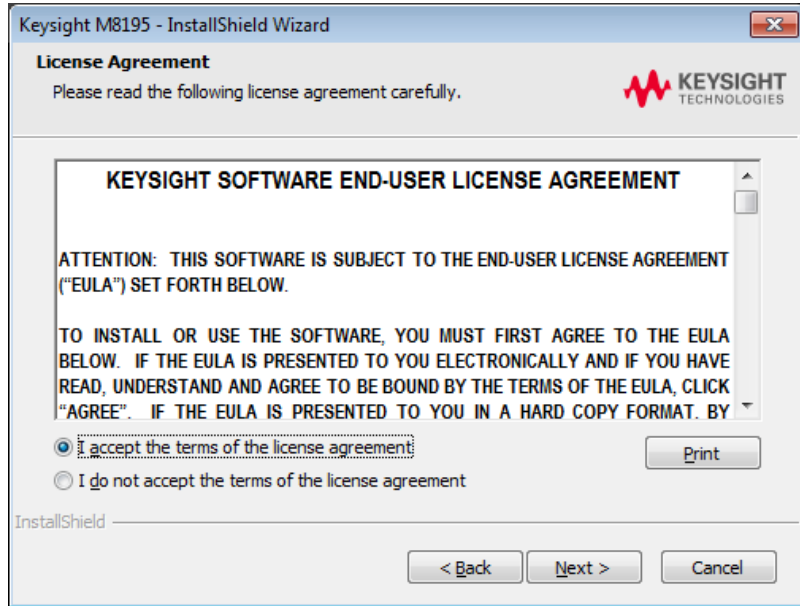 Keysight M8195 - InstallShield Wizard
License Agreement
Please read the following license agreement carefully.
KEYSIGHT
TECHNOLOGIES
KEYSIGHT SOFTWARE END-USER LICENSE AGREEMENT
ATTENTION: THIS SOFTWARE IS SUBJECT TO THE END-USER LICENSE AGREEMENT
("EULA") SET FORTH BELOW.
TO INSTALL OR USE THE SOFTWARE, YOU MUST FIRST AGREE TO THE EULA
BELOW. IF THE EULA IS PRESENTED TO YOU ELECTRONICALLY AND IF YOU HAVE
READ, UNDERSTAND AND AGREE TO BE BOUND BY THE TERMS OF THE EULA, CLICK
"AGREE". IF THE EULA IS PRESENTED TO YOU IN A HARD COPY FORMAT, BY
I accept the terms of the license agreement
Print
I do not accept the terms of the license agreement
InstallShield
< Back
Next >
Cancel